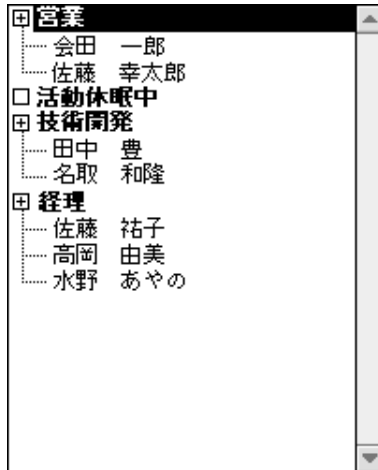 営業
会田 一郎
佐藤 幸太郎
活動休眠中
技術開発
田中 豊
名取 和隆
経理
佐藤 祐子
高岡 由美
水野 あやの